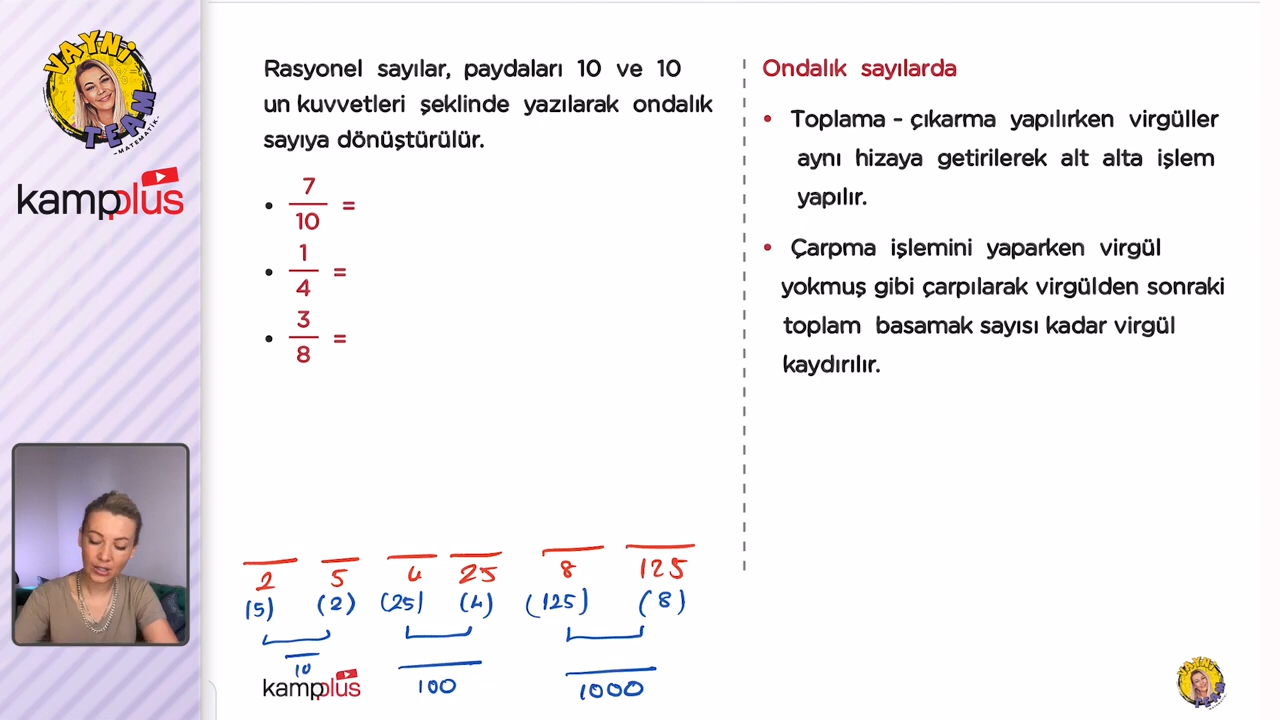 VAYNİ
TEAM
-MATEMATİK-
kampplus
Rasyonel sayılar, paydaları 10 ve 10
un kuvvetleri şeklinde yazılarak ondalık
sayıya dönüştürülür.
• 7/10 =
• 1/4 =
• 3/8 =
2 5 4 25 8 125
(5) (2) (25) (4) (125) (8)
10 100 1000
kampplus
Ondalık sayılarda
• Toplama - çıkarma yapılırken virgüller
aynı hizaya getirilerek alt alta işlem
yapılır.
• Çarpma işlemini yaparken virgül
yokmuş gibi çarpılarak virgülden sonraki
toplam basamak sayısı kadar virgül
kaydırılır.
VAYNİ
TEAM